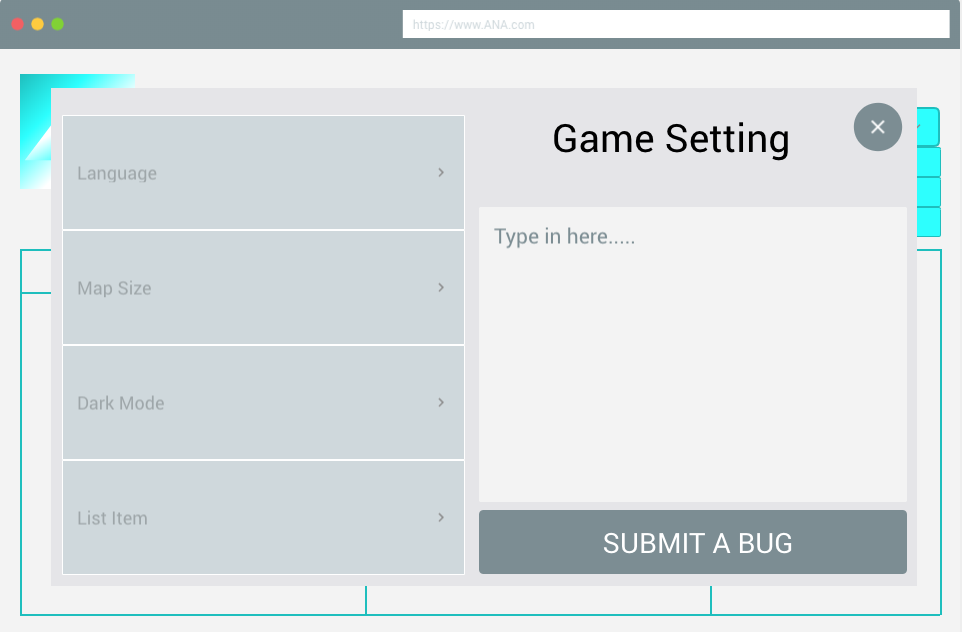 https://www.ANA.com
Game Setting
Language
Map Size
Dark Mode
List Item
Type in here.....
SUBMIT A BUG